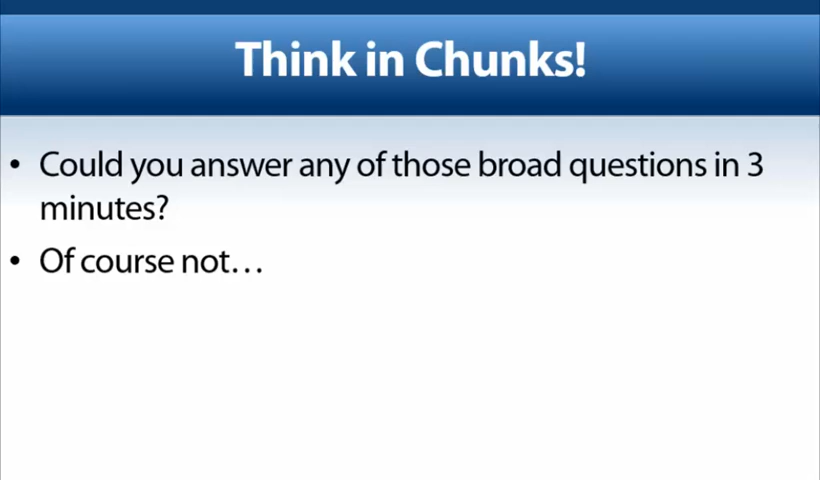 Think in Chunks!
• Could you answer any of those broad questions in 3
minutes?
• Of course not…